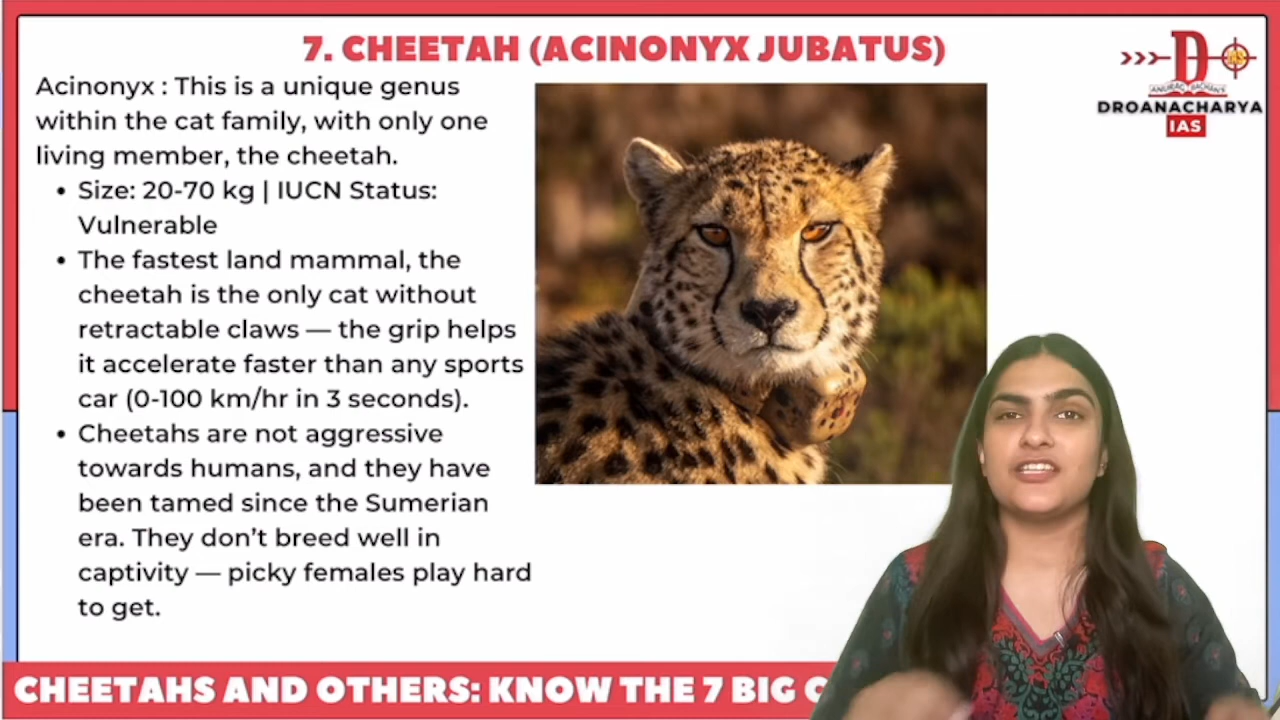 7. CHEETAH (ACINONYX JUBATUS)
Acinonyx : This is a unique genus
within the cat family, with only one
living member, the cheetah.
• Size: 20-70 kg | IUCN Status:
Vulnerable
• The fastest land mammal, the
cheetah is the only cat without
retractable claws — the grip helps
it accelerate faster than any sports
car (0-100 km/hr in 3 seconds).
• Cheetahs are not aggressive
towards humans, and they have
been tamed since the Sumerian
era. They don’t breed well in
captivity — picky females play hard
to get.
D
DROANACHARYA
IAS
CHEETAHS AND OTHERS: KNOW THE 7 BIG